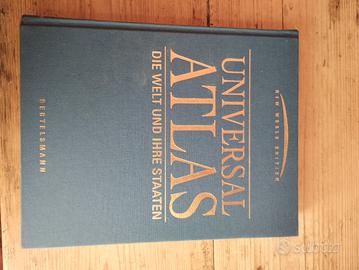 NEW WORLD EDITION
UNIVERSAL
ATLAS
DIE WELT UND IHRE STAATEN
BERTELSMANN
subito